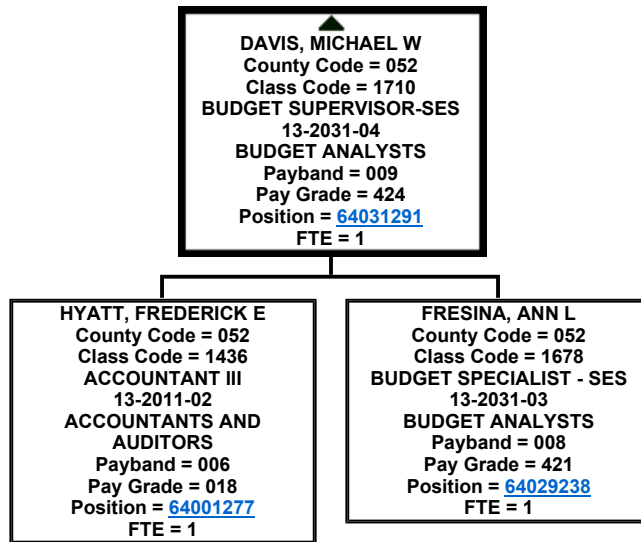 DAVIS, MICHAEL W
County Code = 052
Class Code = 1710
BUDGET SUPERVISOR-SES
13-2031-04
BUDGET ANALYSTS
Payband = 009
Pay Grade = 424
Position = 64031291
FTE = 1
HYATT, FREDERICK E
County Code = 052
Class Code = 1436
ACCOUNTANT III
13-2011-02
ACCOUNTANTS AND
AUDITORS
Payband = 006
Pay Grade = 018
Position = 64001277
FTE = 1
FRESINA, ANN L
County Code = 052
Class Code = 1678
BUDGET SPECIALIST - SES
13-2031-03
BUDGET ANALYSTS
Payband = 008
Pay Grade = 421
Position = 64029238
FTE = 1